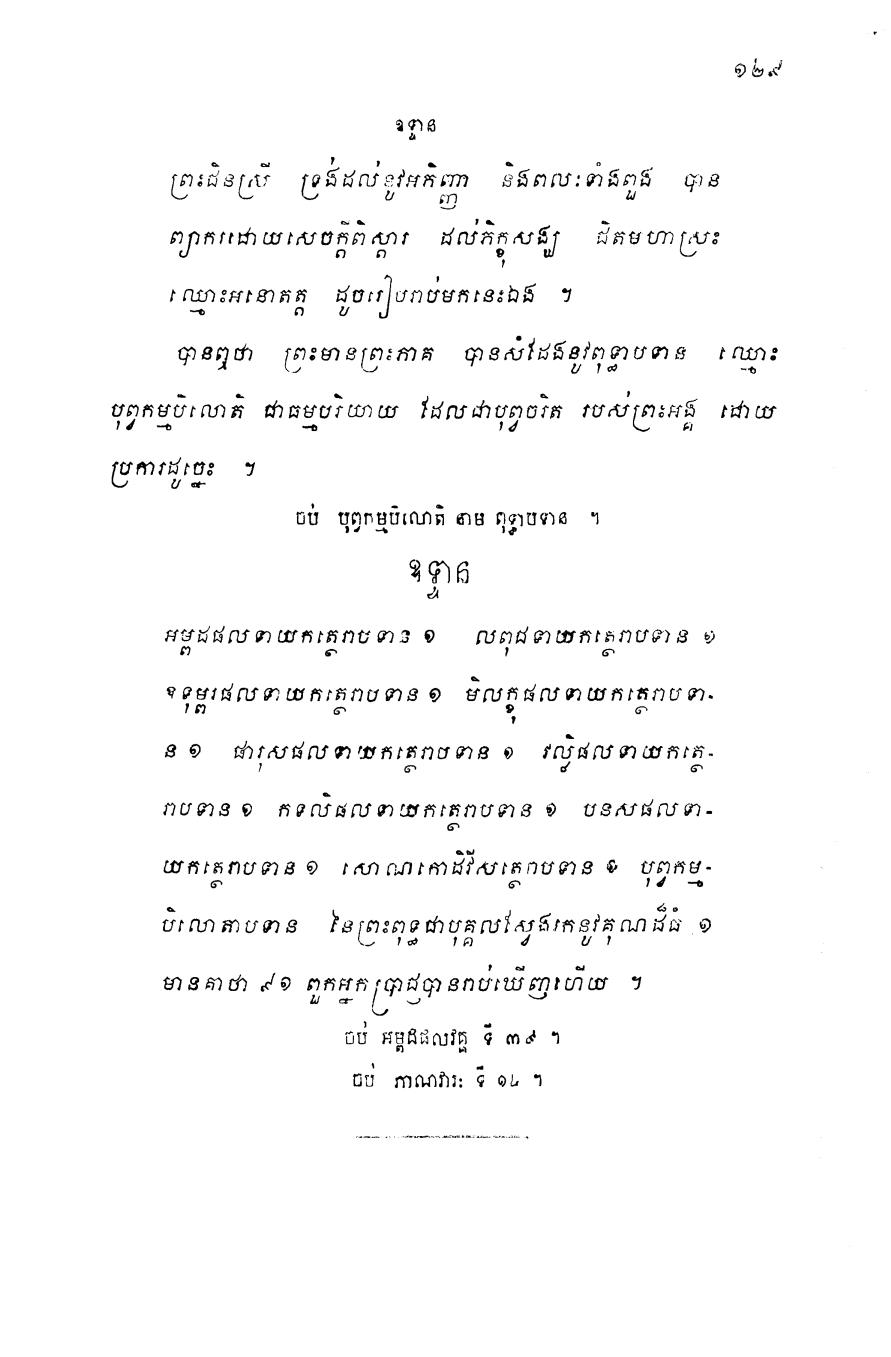 ១២៩
ឧទ្ទាន
ព្រះជិនស្រី ទ្រង់ដល់នូវអភិញ្ញា និងពលៈទាំងពួង បាន
ព្យាករដោយសេចក្តីពិស្តារ ដល់ភិក្ខុសង្ឃ ជិតមហាស្រះ
ឈ្មោះអនោតត្ត ដូចរៀបរាប់មកនេះឯង ។
បានឮថា ព្រះមានព្រះភាគ បានសំដែងនូវពុទ្ធាបទាន ឈ្មោះ
បុព្វកម្មបិលោតិ ជាធម្មបរិយាយ ដែលជាបុព្វចរិត របស់ព្រះអង្គ ដោយ
ប្រការដូច្នេះ ។
ចប់ បុព្វកម្មបិលោតិ នាម ពុទ្ធាបទាន ។
ឧទ្ទាន
អម្ពដផលទាយកត្ថេរាបទាន ១ លពុជទាយកត្ថេរាបទាន ១
ឧទុម្ពរផលទាយកត្ថេរាបទាន ១ មិលក្ខុផលទាយកត្ថេរាបទា-
ន ១ ផារុសផលទាយកត្ថេរាបទាន ១ វល្លិផលទាយកត្ថេ-
រាបទាន ១ កទលិផលទាយកត្ថេរាបទាន ១ បនសផលទា-
យកត្ថេរាបទាន ១ សោណកោដិវីសត្ថេរាបទាន ១ បុព្វកម្ម-
បិលោតាបទាន នៃព្រះពុទ្ធជាបុគ្គលស្វែងរកនូវគុណដ៏ធំ ១
មានគាថា ៩១ ពួកអ្នកប្រាជ្ញបានរាប់ឃើញហើយ ។
ចប់ អម្ពដផលវគ្គ ទី ៣៩ ។
ចប់ ភាណវារៈ ទី ១៤ ។